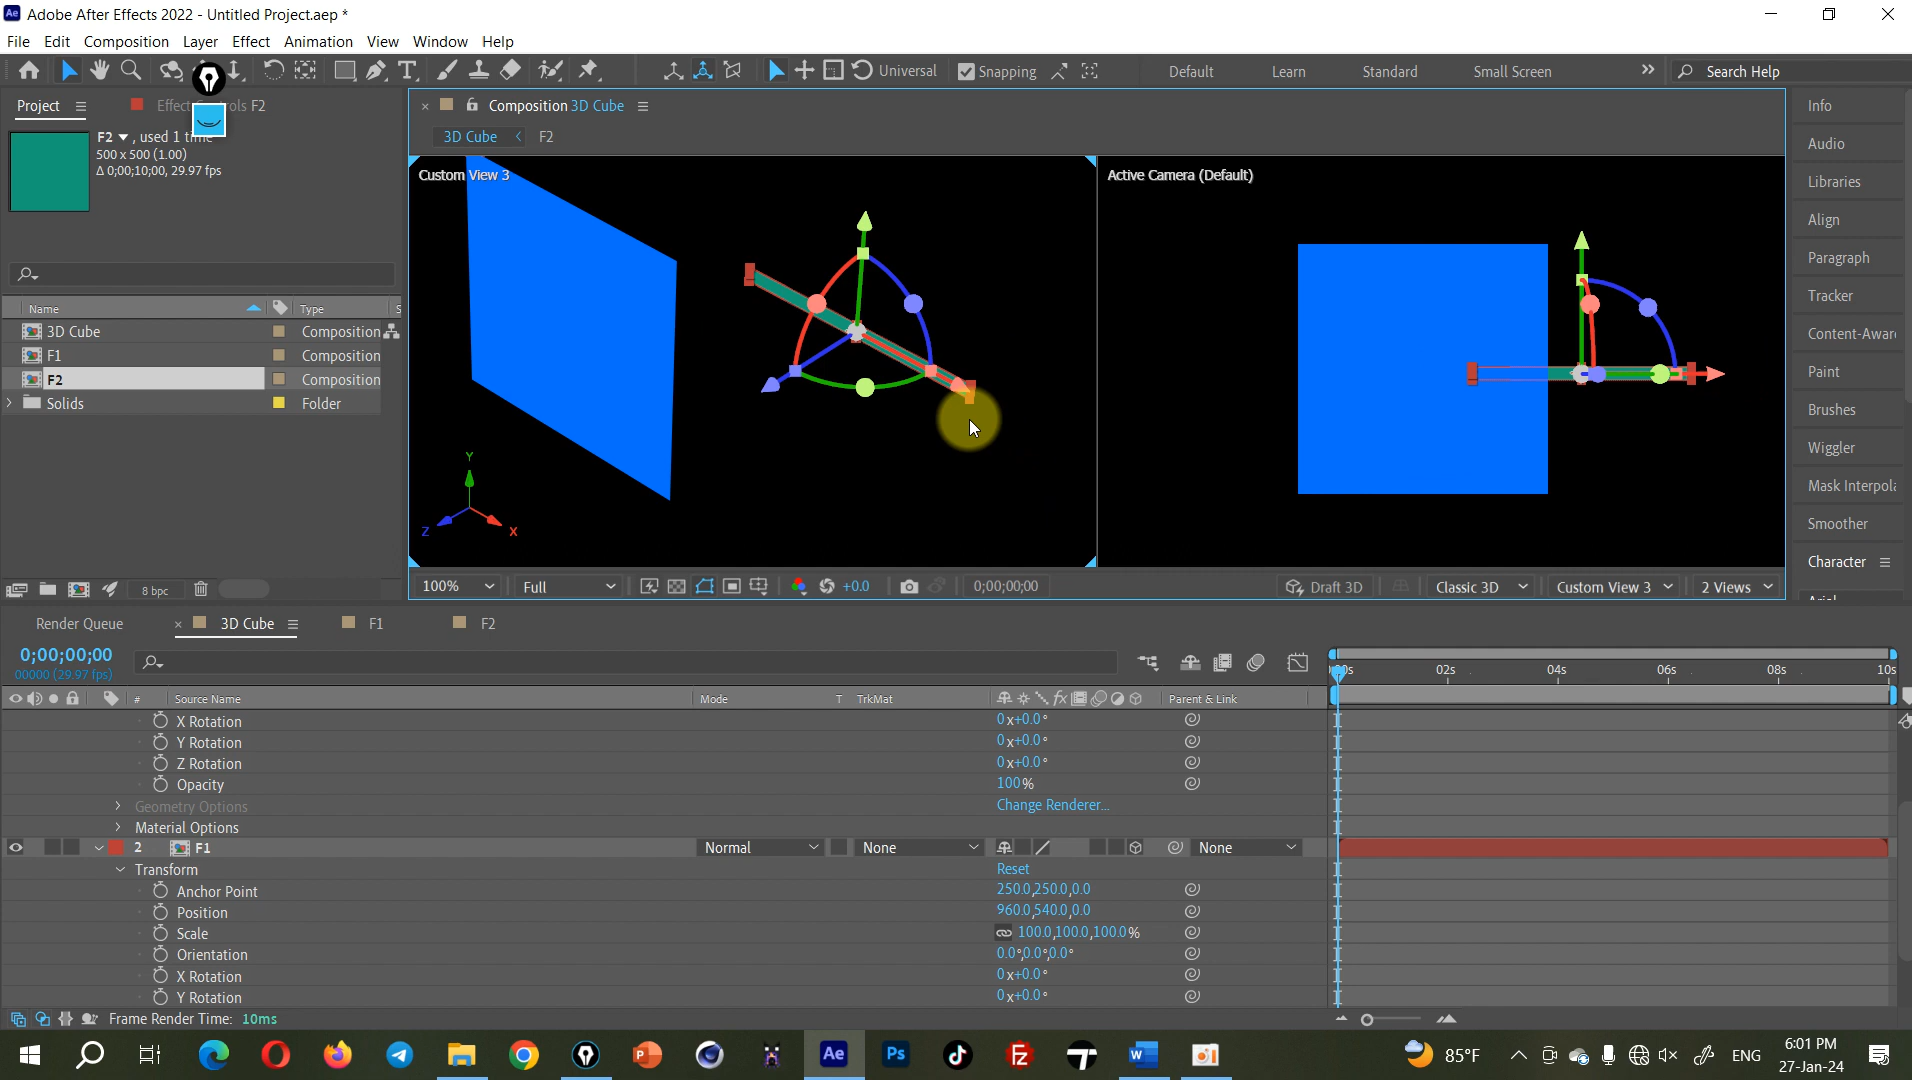 Adobe After Effects 2022 - Untitled Project.aep *
File Edit Composition Layer Effect Animation View Window Help
Universal Snapping Default Learn Standard Small Screen Search Help
Project
F2
F2 , used 1 time
500 x 500 (1.00)
Δ 0;00;10;00, 29.97 fps
Name Type S
3D Cube Composition
F1 Composition
F2 Composition
Solids Folder
8 bpc
Composition 3D Cube
3D Cube F2
Custom View 3
Y
Z
X
Active Camera (Default)
100% Full +0.0 0;00;00;00 Draft 3D Classic 3D Custom View 3 2 Views
Info
Audio
Libraries
Align
Paragraph
Tracker
Content-Aware
Paint
Brushes
Wiggler
Mask Interpola
Smoother
Character
Render Queue 3D Cube F1 F2
0;00;00;00
00000 (29.97 fps)
02s 04s 06s 08s 10s
# Source Name Mode T TrkMat fx Parent & Link
X Rotation 0x+0.0°
Y Rotation 0x+0.0°
Z Rotation 0x+0.0°
Opacity 100%
Geometry Options Change Renderer...
Material Options
2 F1 Normal None None
Transform Reset
Anchor Point 250.0,250.0,0.0
Position 960.0,540.0,0.0
Scale 100.0,100.0,100.0%
Orientation 0.0°,0.0°,0.0°
X Rotation 0x+0.0°
Y Rotation 0x+0.0°
Frame Render Time: 10ms
Ae Ps 85°F ENG
6:01 PM
27-Jan-24